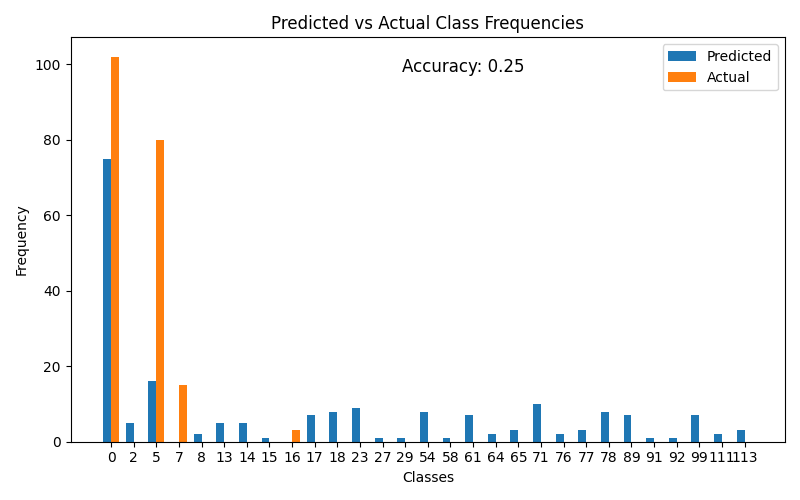 Predicted vs Actual Class Frequencies
Accuracy: 0.25
Predicted
Actual
Frequency
100
80
60
40
20
0
0 2 5 7 8 13 14 15 16 17 18 23 27 29 54 58 61 64 65 71 76 77 78 89 91 92 99 111 113
Classes